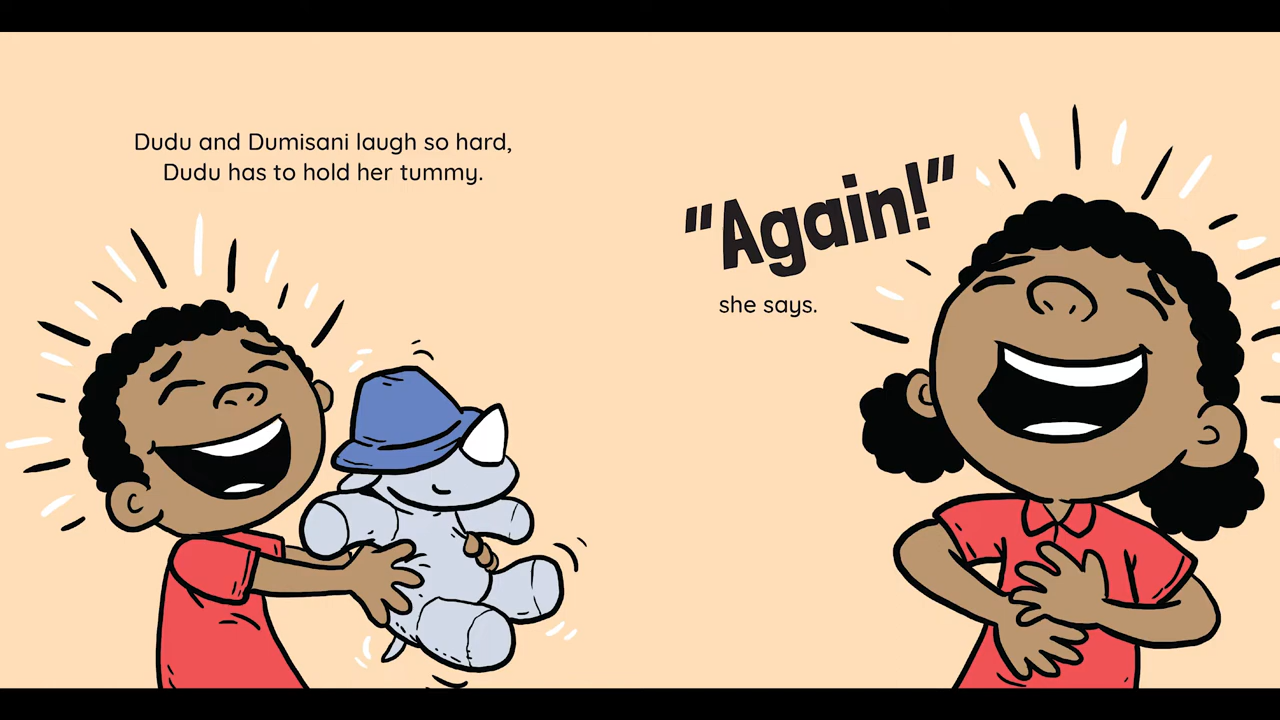 Dudu and Dumisani laugh so hard,
Dudu has to hold her tummy.
"Again!"
she says.